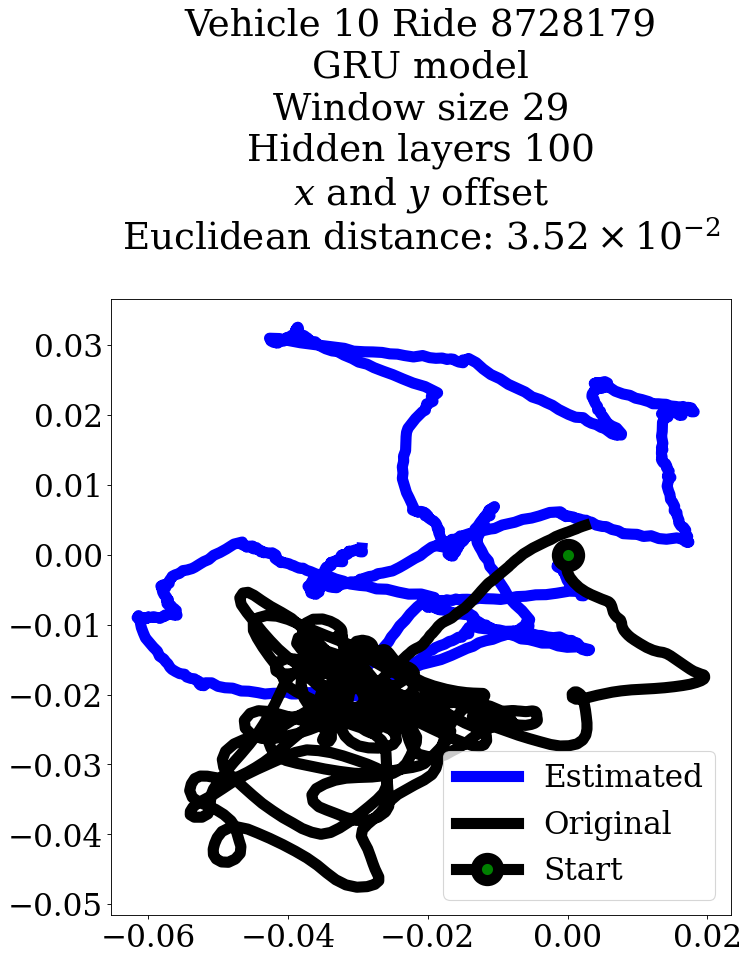 Vehicle 10 Ride 8728179
GRU model
Window size 29
Hidden layers 100
x and y offset
Euclidean distance: 3.52 × 10⁻²
0.03
0.02
0.01
0.00
−0.01
−0.02
−0.03
−0.04
−0.05
Estimated
Original
Start
−0.06 −0.04 −0.02 0.00 0.02